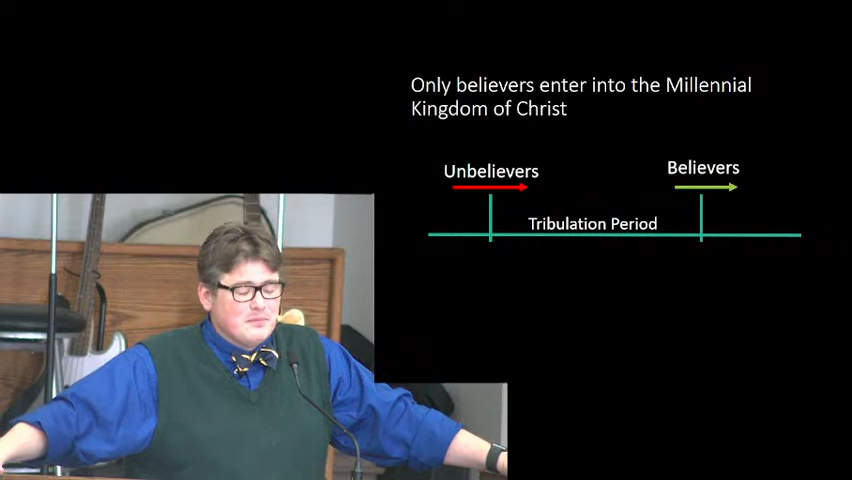 Only believers enter into the Millennial
Kingdom of Christ
Unbelievers
Believers
Tribulation Period